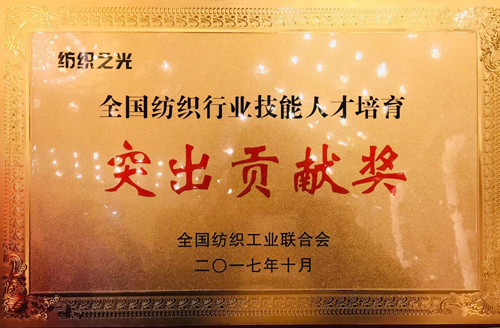 纺织之光
全国纺织行业技能人才培育
突出贡献奖
全国纺织工业联合会
二〇一七年十月